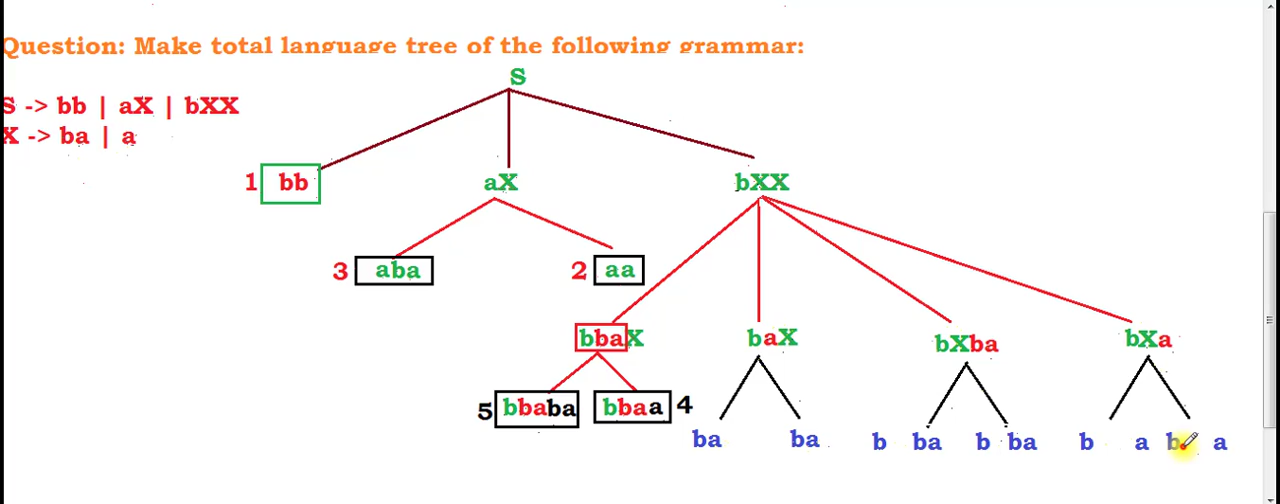 Question: Make total language tree of the following grammar:
S
S -> bb | aX | bXX
X -> ba | a
1 bb aX bXX
3 aba 2 aa
bbaX baX bXba bXa
5 bbaba bbaa 4
ba ba b ba b ba b a b a